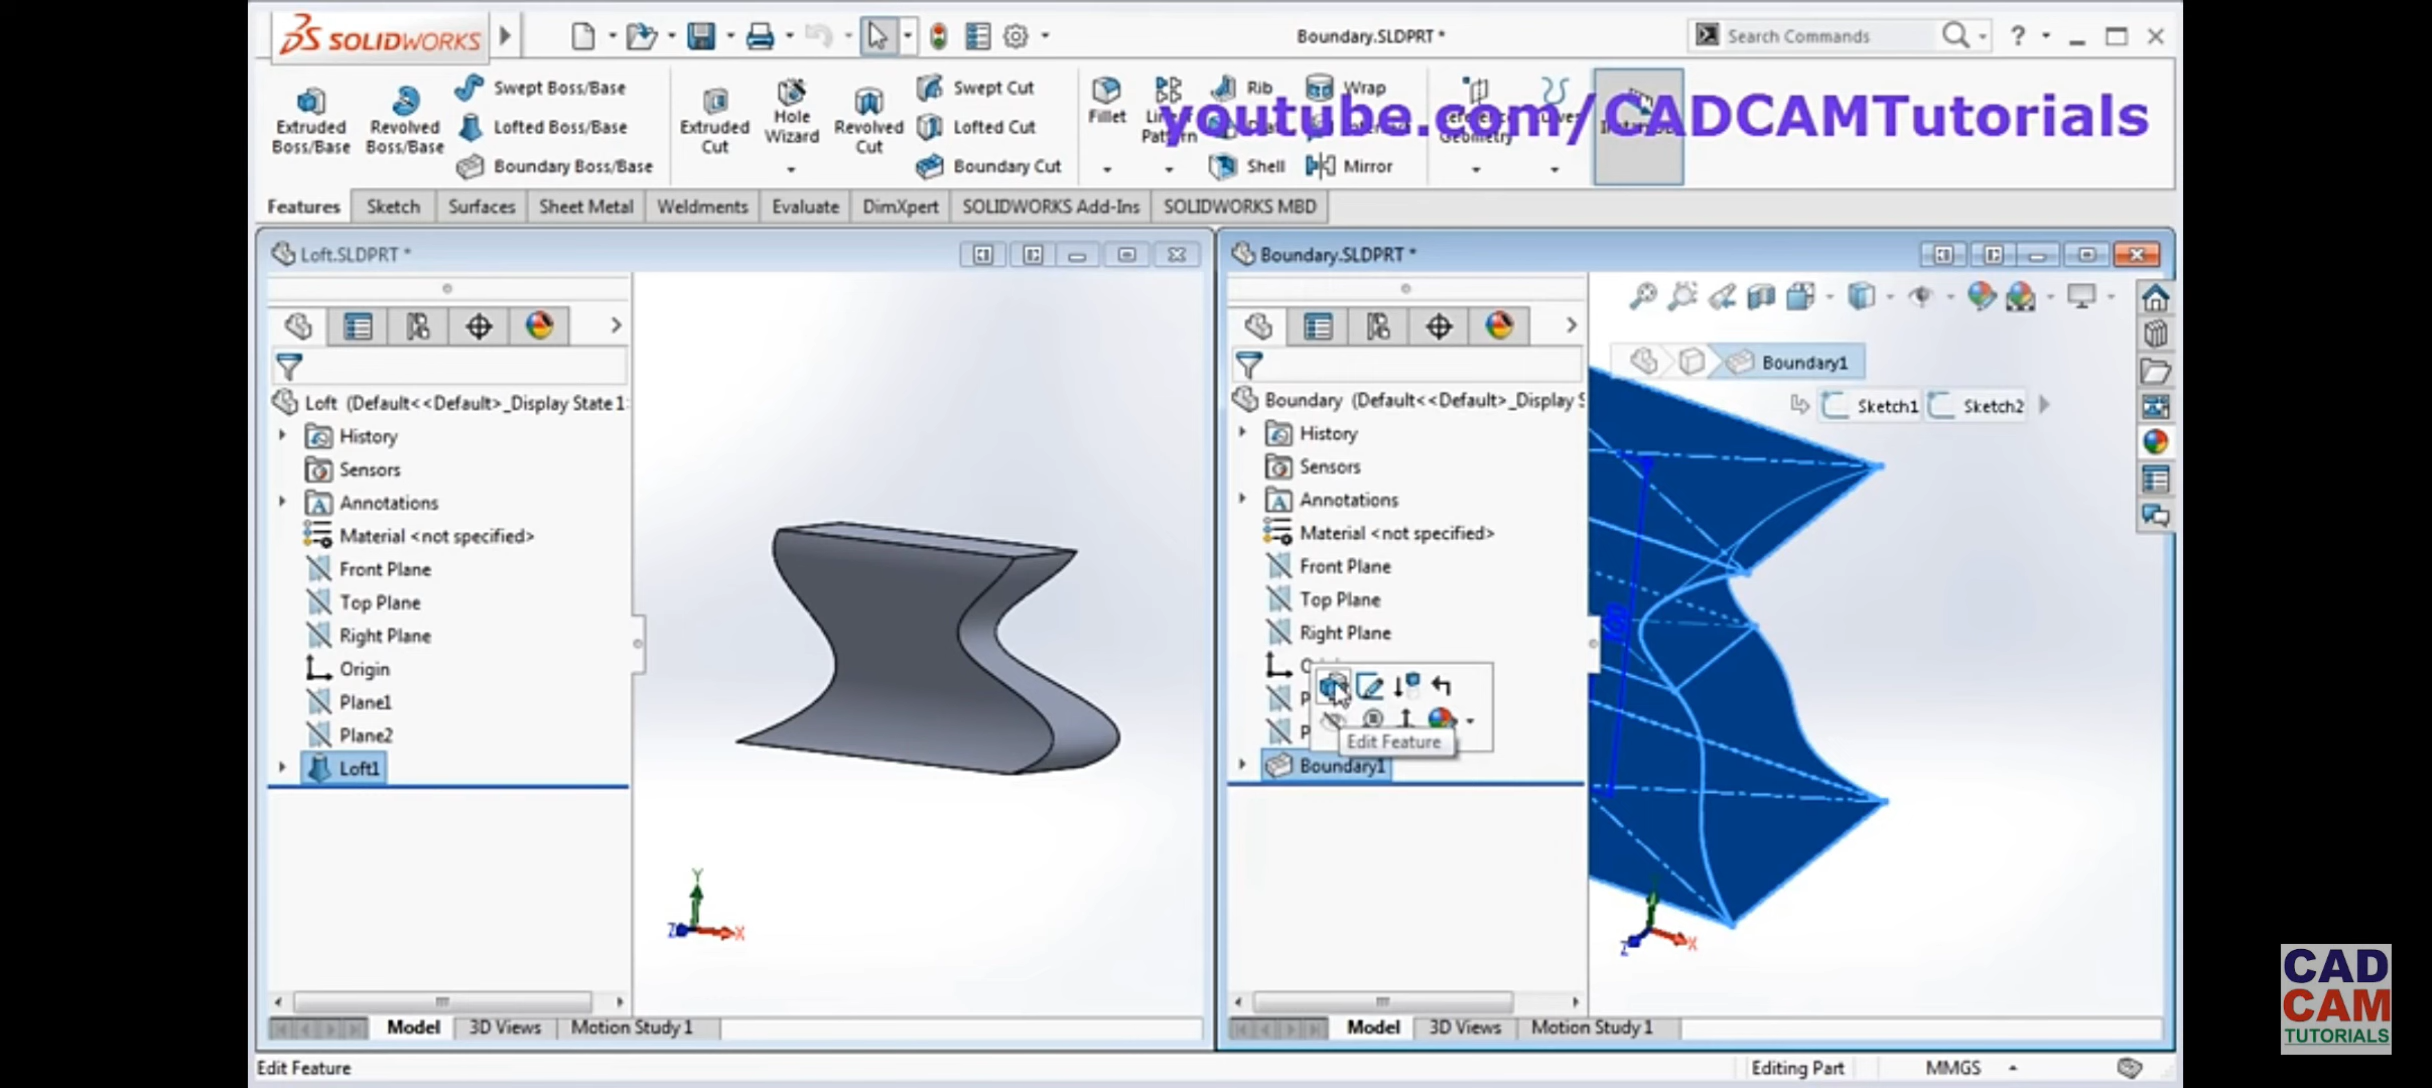 SOLIDWORKS
Boundary.SLDPRT *
Search Commands
?
Extruded Boss/Base
Revolved Boss/Base
Swept Boss/Base
Lofted Boss/Base
Boundary Boss/Base
Extruded Cut
Hole Wizard
Revolved Cut
Swept Cut
Lofted Cut
Boundary Cut
Fillet
Rib
Wrap
Shell
Mirror
youtube.com/CADCAMTutorials
Features
Sketch
Surfaces
Sheet Metal
Weldments
Evaluate
DimXpert
SOLIDWORKS Add-Ins
SOLIDWORKS MBD
Loft.SLDPRT *
Loft (Default<<Default>_Display State 1
History
Sensors
Annotations
Material <not specified>
Front Plane
Top Plane
Right Plane
Origin
Plane1
Plane2
Loft1
Y
Z
X
Model
3D Views
Motion Study 1
Boundary.SLDPRT *
Boundary (Default<<Default>_Display S
History
Sensors
Annotations
Material <not specified>
Front Plane
Top Plane
Right Plane
Edit Feature
Boundary1
Boundary1
Sketch1
Sketch2
Z
X
Model
3D Views
Motion Study 1
Edit Feature
Editing Part
MMGS
CAD
CAM
TUTORIALS